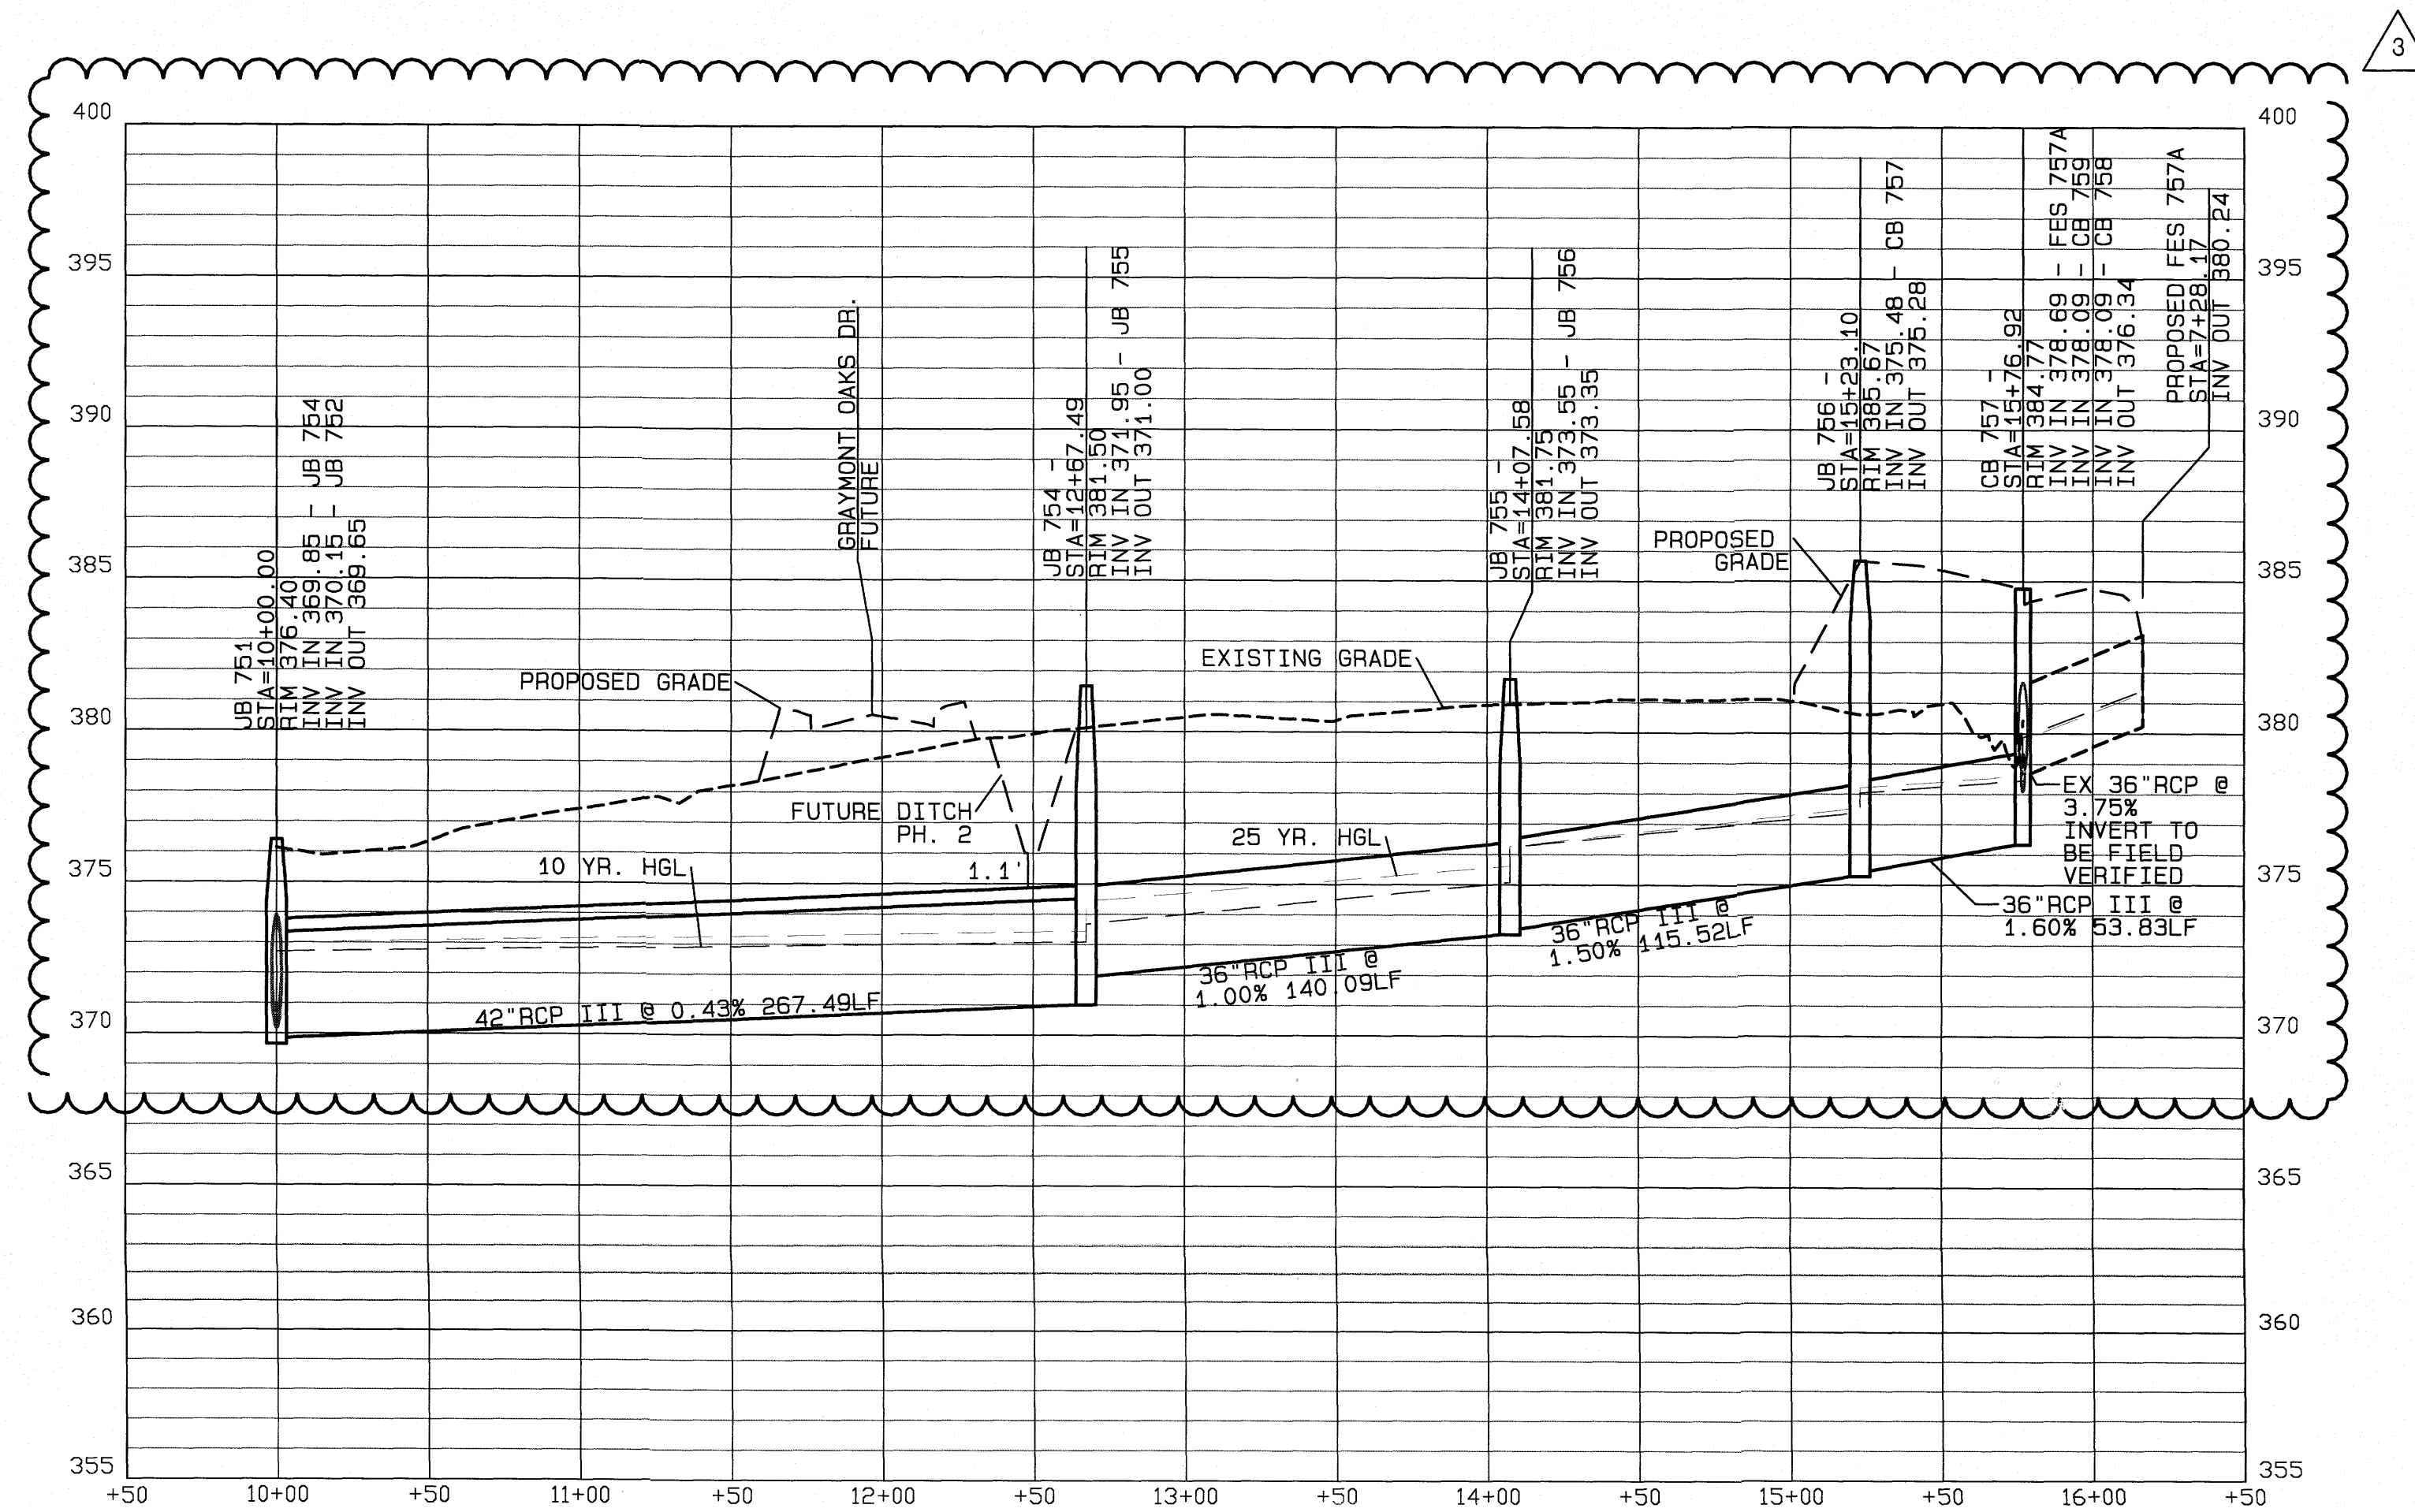 3
400
400
395
395
390
390
385
385
380
380
375
375
370
370
365
365
360
360
355
355
JB 751
STA=10+00.00
RIM 376.40
INV IN 369.85 - JB 754
INV IN 370.15 - JB 752
INV OUT 369.65
GRAYMONT OAKS DR.
FUTURE
JB 754 -
STA=12+67.49
RIM 381.50
INV IN 371.95 - JB 755
INV OUT 371.00
JB 755 -
STA=14+07.58
RIM 381.75
INV IN 373.55 - JB 756
INV OUT 373.35
JB 756 -
STA=15+23.10
RIM 385.67
INV IN 375.48 - CB 757
INV OUT 375.28
CB 757 -
STA=15+76.92
RIM 384.77
INV IN 378.69 - FES 757A
INV IN 378.09 - CB 759
INV IN 378.09 - CB 758
INV OUT 376.34
PROPOSED FES 757A
STA=7+28.17
INV OUT 380.24
PROPOSED
GRADE
EXISTING GRADE
PROPOSED GRADE
FUTURE DITCH
PH. 2
1.1'
10 YR. HGL
25 YR. HGL
EX 36"RCP @
3.75%
INVERT TO
BE FIELD
VERIFIED
36"RCP III @
1.60% 53.83LF
36"RCP III @
1.50% 115.52LF
36"RCP III @
1.00% 140.09LF
42"RCP III @ 0.43% 267.49LF
+50 10+00 +50 11+00 +50 12+00 +50 13+00 +50 14+00 +50 15+00 +50 16+00 +50